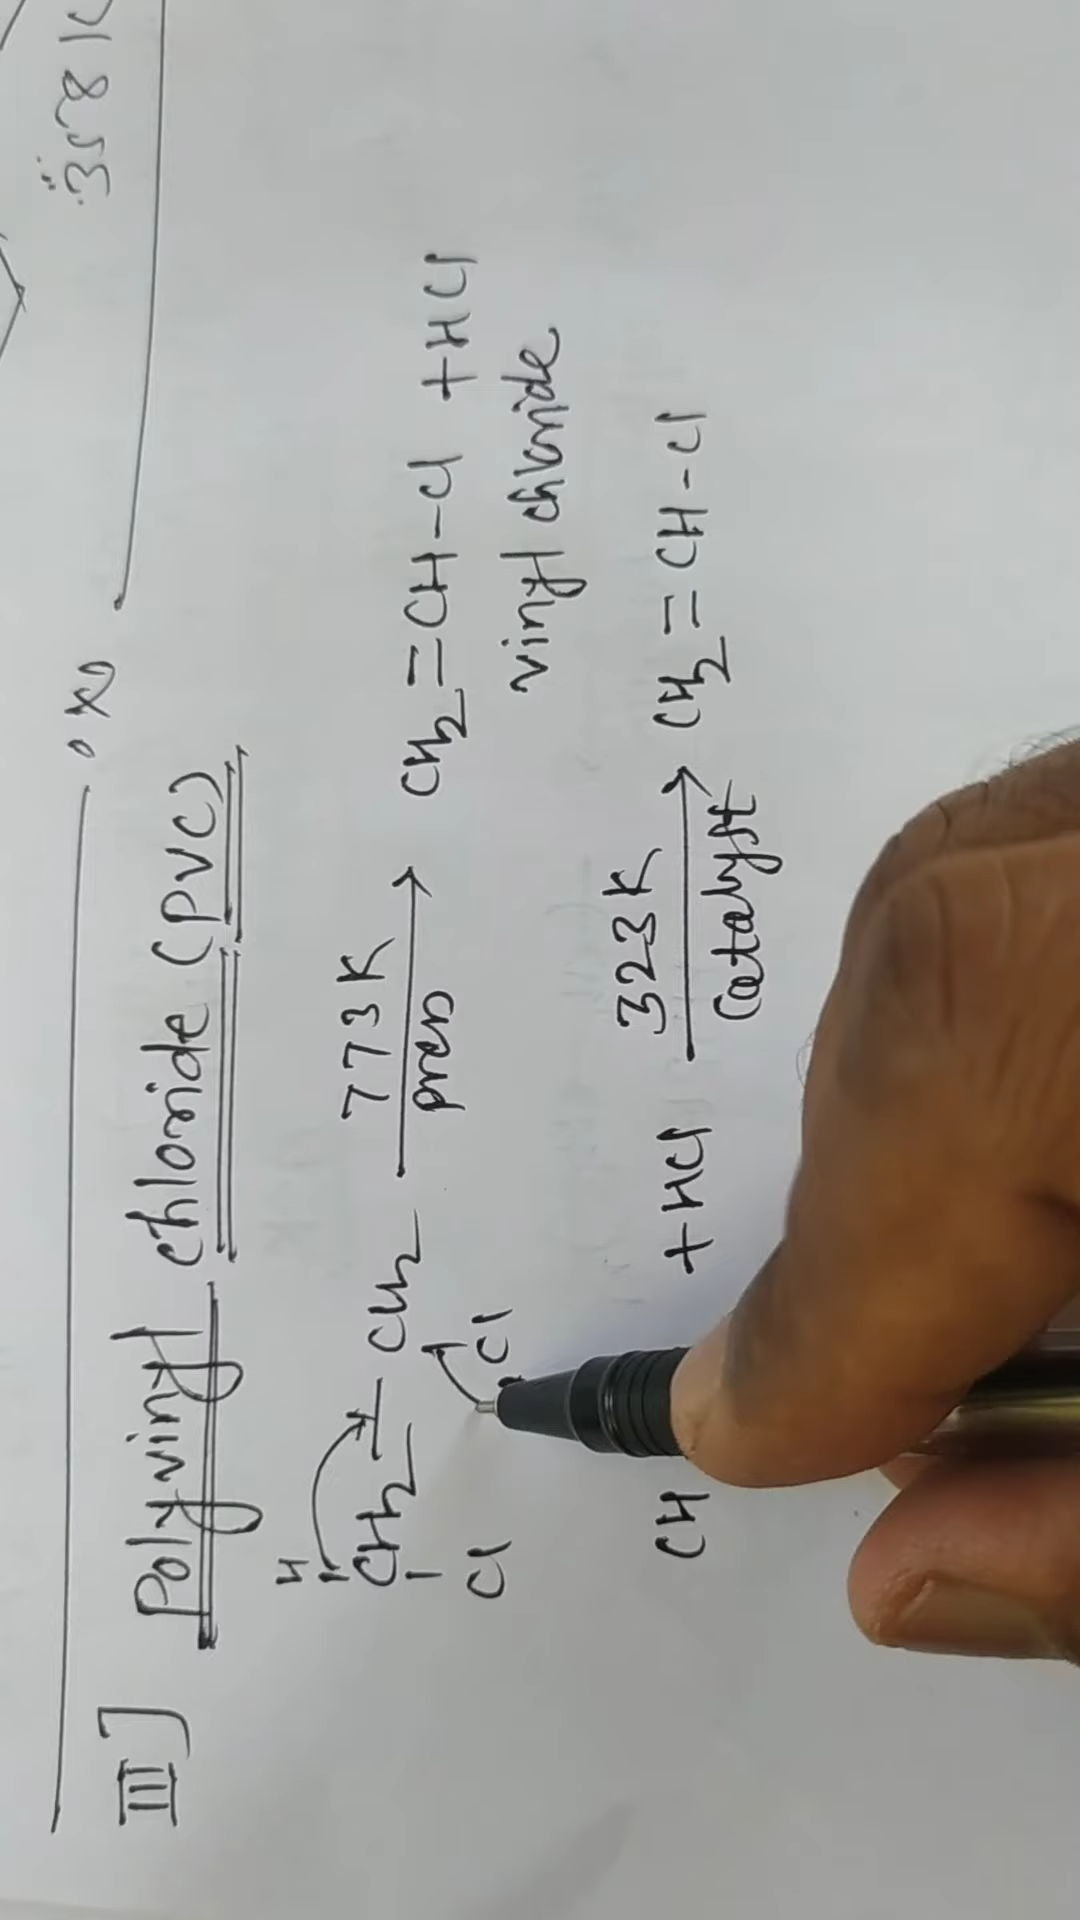 358 K
III] Polyvinyl chloride (PVC)
H
CH2 - CH2 773 K CH2 = CH-Cl + HCl
Cl Cl vinyl chloride
CH + HCl 323 K CH2 = CH-Cl
Catalyst